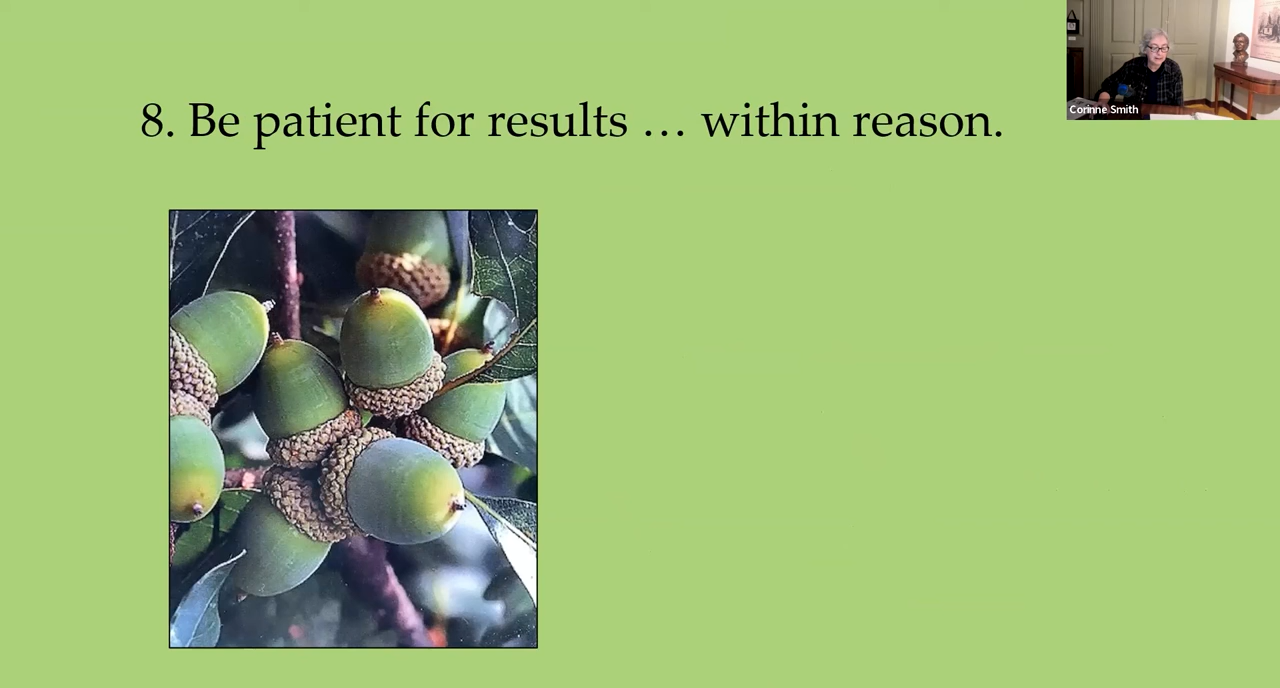 8. Be patient for results … within reason.
Corinne Smith